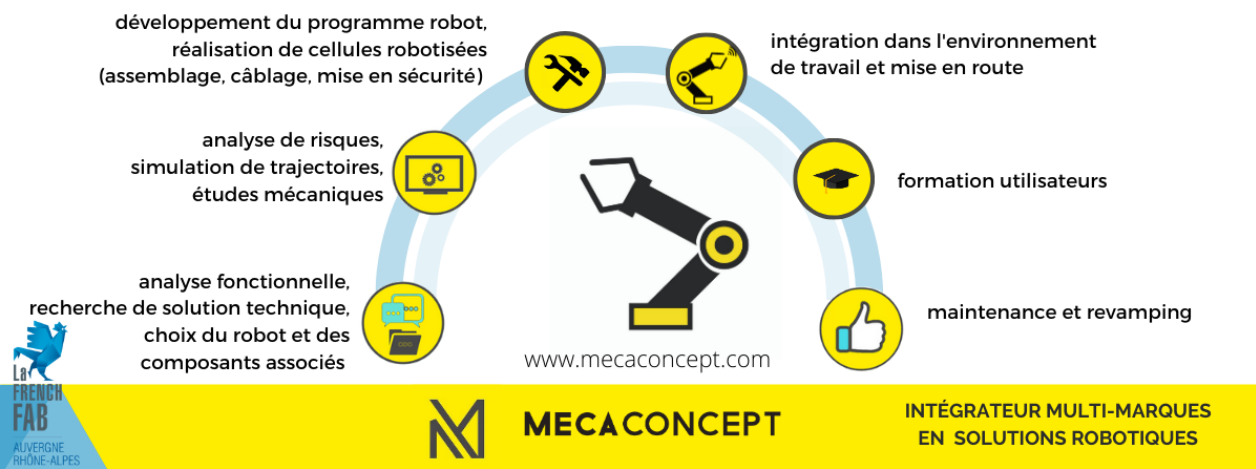 développement du programme robot,
réalisation de cellules robotisées
(assemblage, câblage, mise en sécurité)
intégration dans l'environnement
de travail et mise en route
analyse de risques,
simulation de trajectoires,
études mécaniques
formation utilisateurs
analyse fonctionnelle,
recherche de solution technique,
choix du robot et des
composants associés
maintenance et revamping
www.mecaconcept.com
La
FRENCH
FAB
AUVERGNE
RHÔNE-ALPES
MECACONCEPT
INTÉGRATEUR MULTI-MARQUES
EN SOLUTIONS ROBOTIQUES